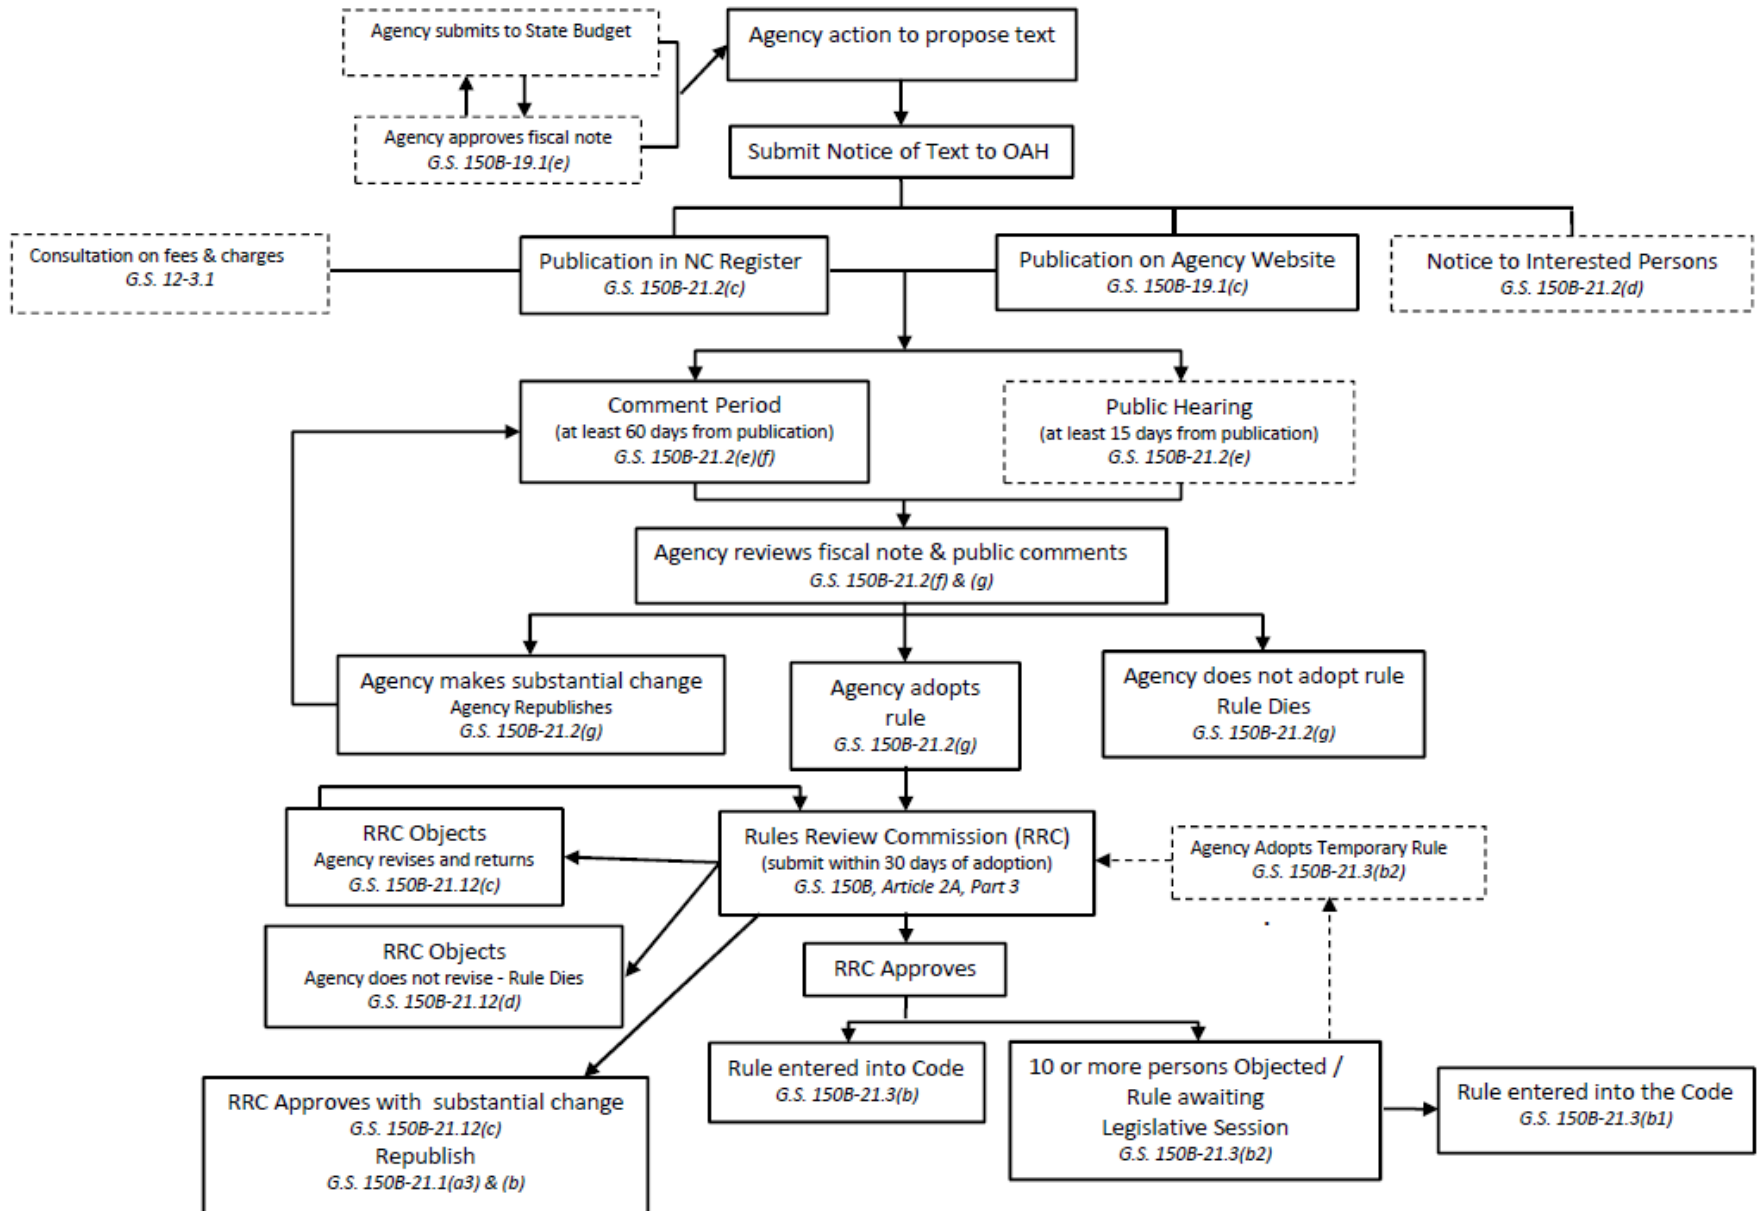 Agency submits to State Budget
Agency action to propose text
Agency approves fiscal note
G.S. 150B-19.1(e)
Submit Notice of Text to OAH
Consultation on fees & charges
G.S. 12-3.1
Publication in NC Register
G.S. 150B-21.2(c)
Publication on Agency Website
G.S. 150B-19.1(c)
Notice to Interested Persons
G.S. 150B-21.2(d)
Comment Period
(at least 60 days from publication)
G.S. 150B-21.2(e)(f)
Public Hearing
(at least 15 days from publication)
G.S. 150B-21.2(e)
Agency reviews fiscal note & public comments
G.S. 150B-21.2(f) & (g)
Agency makes substantial change
Agency Republishes
G.S. 150B-21.2(g)
Agency adopts
rule
G.S. 150B-21.2(g)
Agency does not adopt rule
Rule Dies
G.S. 150B-21.2(g)
RRC Objects
Agency revises and returns
G.S. 150B-21.12(c)
Rules Review Commission (RRC)
(submit within 30 days of adoption)
G.S. 150B, Article 2A, Part 3
Agency Adopts Temporary Rule
G.S. 150B-21.3(b2)
RRC Objects
Agency does not revise - Rule Dies
G.S. 150B-21.12(d)
RRC Approves
Rule entered into Code
G.S. 150B-21.3(b)
10 or more persons Objected /
Rule awaiting
Legislative Session
G.S. 150B-21.3(b2)
Rule entered into the Code
G.S. 150B-21.3(b1)
RRC Approves with substantial change
G.S. 150B-21.12(c)
Republish
G.S. 150B-21.1(a3) & (b)